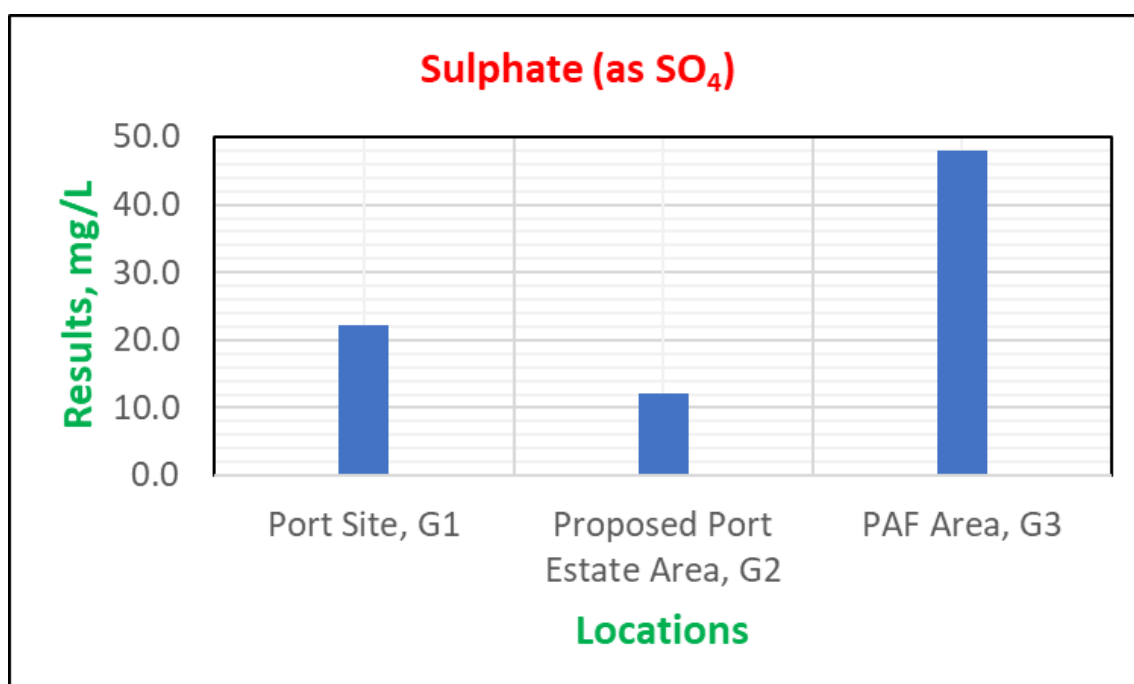 Sulphate (as SO₄)
Results, mg/L
50.0
40.0
30.0
20.0
10.0
0.0
Port Site, G1
Proposed Port
Estate Area, G2
PAF Area, G3
Locations